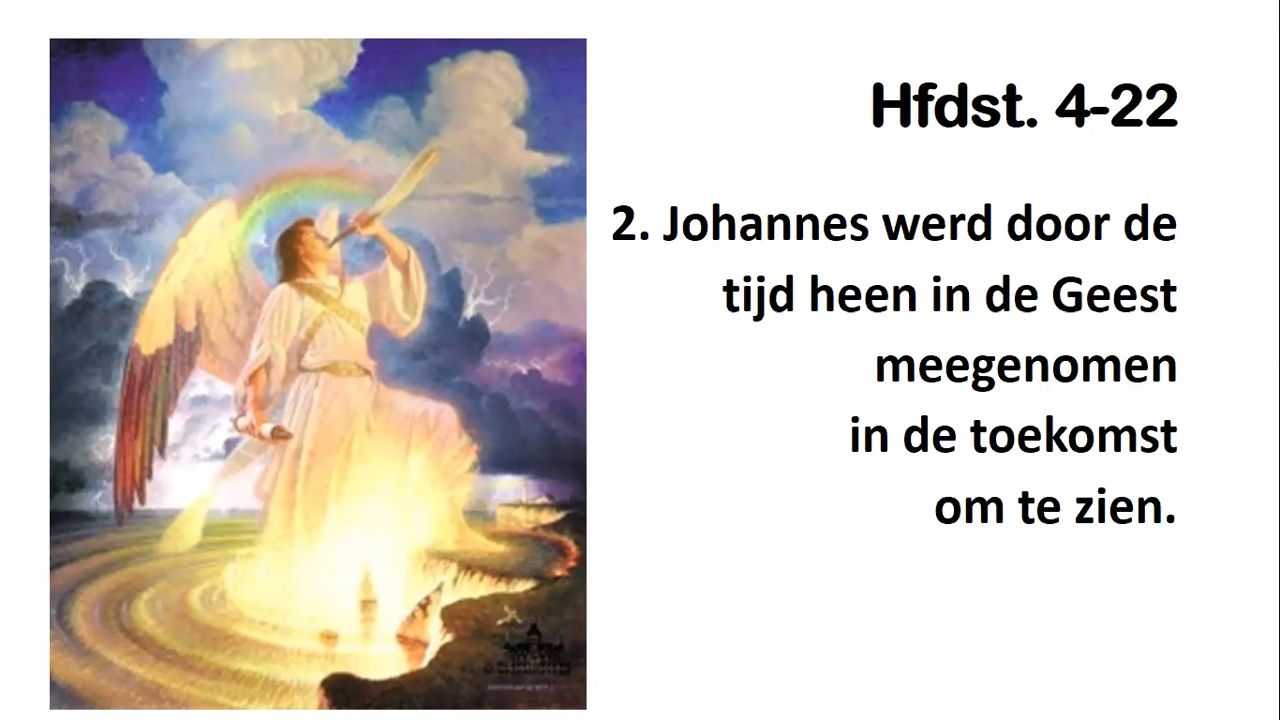 Hfdst. 4-22
2. Johannes werd door de
tijd heen in de Geest
meegenomen
in de toekomst
om te zien.